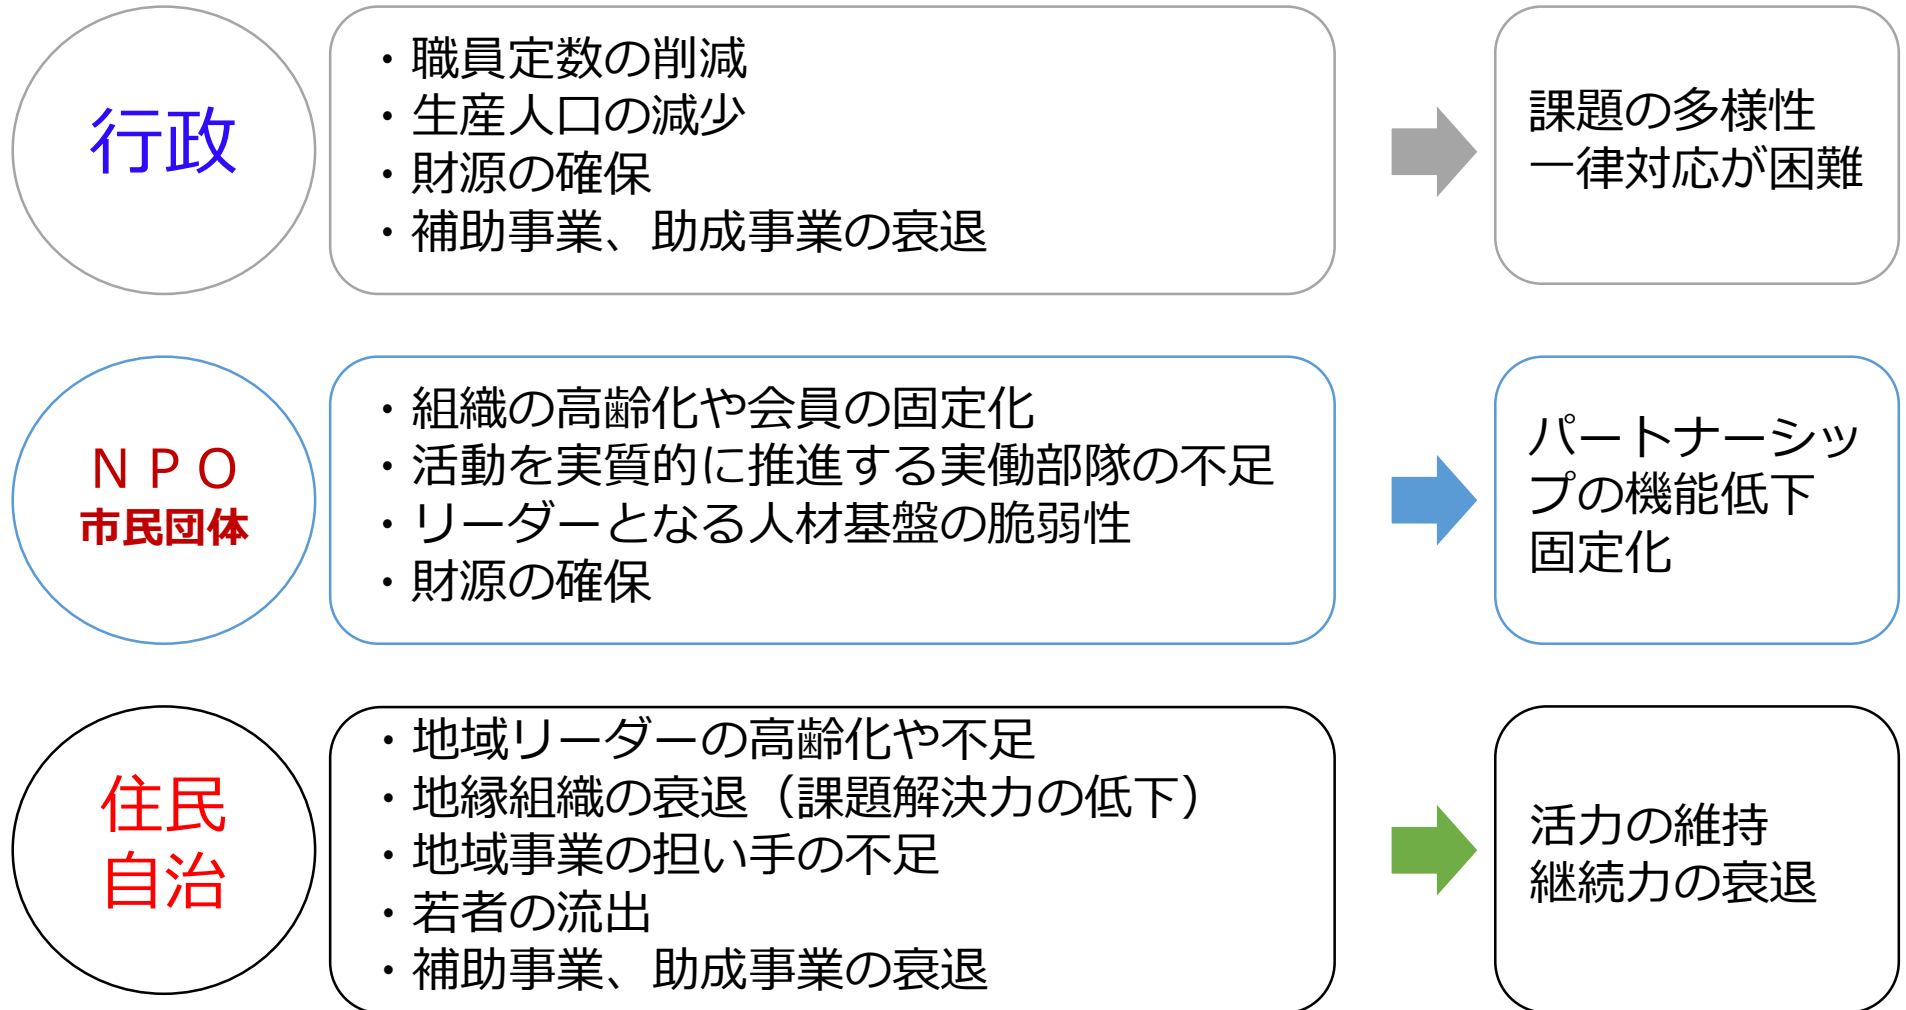 行政
・職員定数の削減
・生産人口の減少
・財源の確保
・補助事業、助成事業の衰退
課題の多様性
一律対応が困難
ＮＰＯ
市民団体
・組織の高齢化や会員の固定化
・活動を実質的に推進する実働部隊の不足
・リーダーとなる人材基盤の脆弱性
・財源の確保
パートナーシッ
プの機能低下
固定化
住民
自治
・地域リーダーの高齢化や不足
・地縁組織の衰退（課題解決力の低下）
・地域事業の担い手の不足
・若者の流出
・補助事業、助成事業の衰退
活力の維持
継続力の衰退